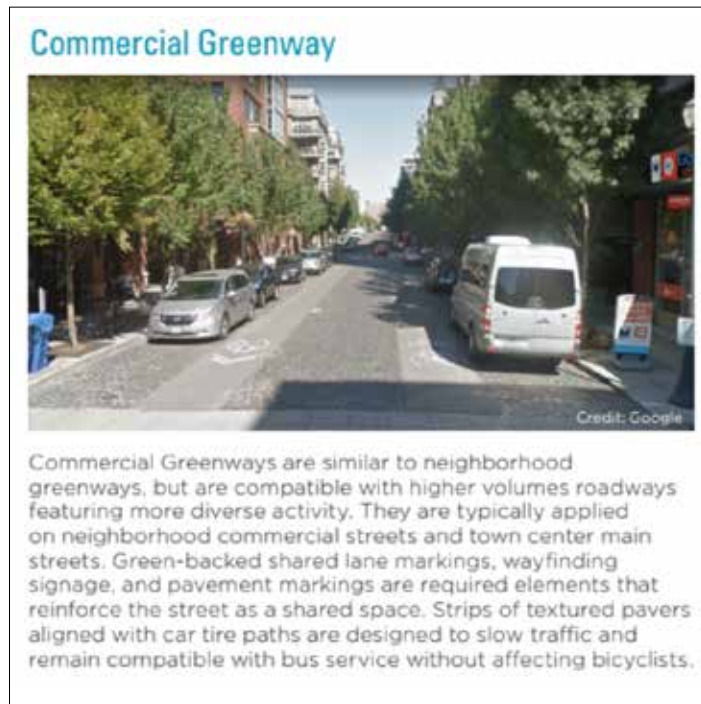 Commercial Greenway
Credit: Google
Commercial Greenways are similar to neighborhood
greenways, but are compatible with higher volumes roadways
featuring more diverse activity. They are typically applied
on neighborhood commercial streets and town center main
streets. Green-backed shared lane markings, wayfinding
signage, and pavement markings are required elements that
reinforce the street as a shared space. Strips of textured pavers
aligned with car tire paths are designed to slow traffic and
remain compatible with bus service without affecting bicyclists.